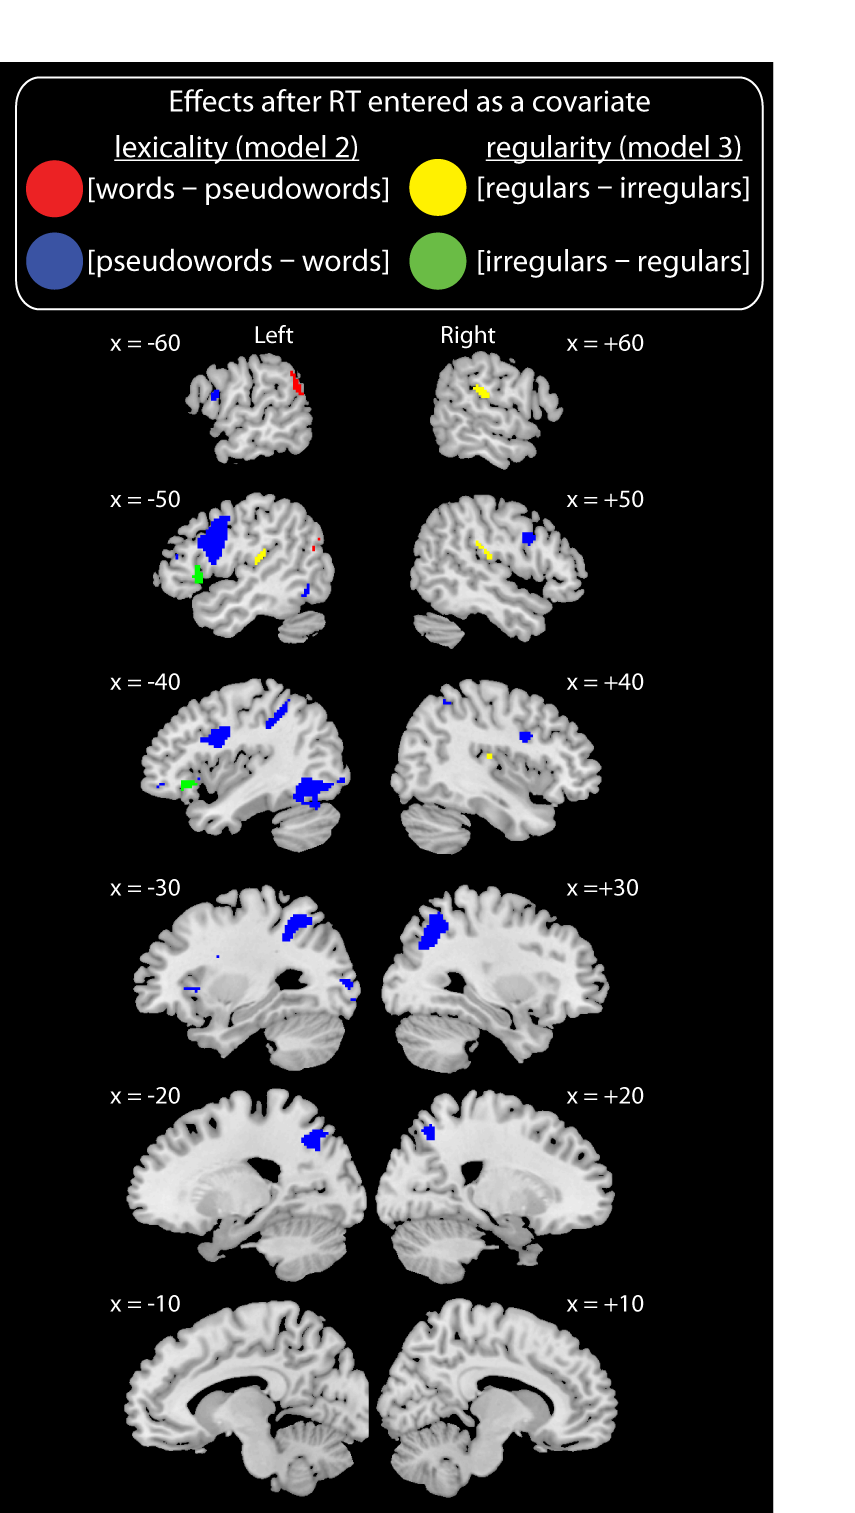 Effects after RT entered as a covariate
lexicality (model 2)
regularity (model 3)
[words – pseudowords]
[regulars – irregulars]
[pseudowords – words]
[irregulars – regulars]
Left
Right
x = -60
x = +60
x = -50
x = +50
x = -40
x = +40
x = -30
x =+30
x = -20
x = +20
x = -10
x = +10